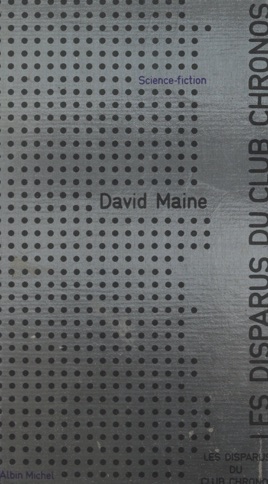 Science-fiction
David Maine
LES DISPARUS DU CLUB CHRONOS
Albin Michel
LES DISPARUS
DU
CLUB CHRONOS